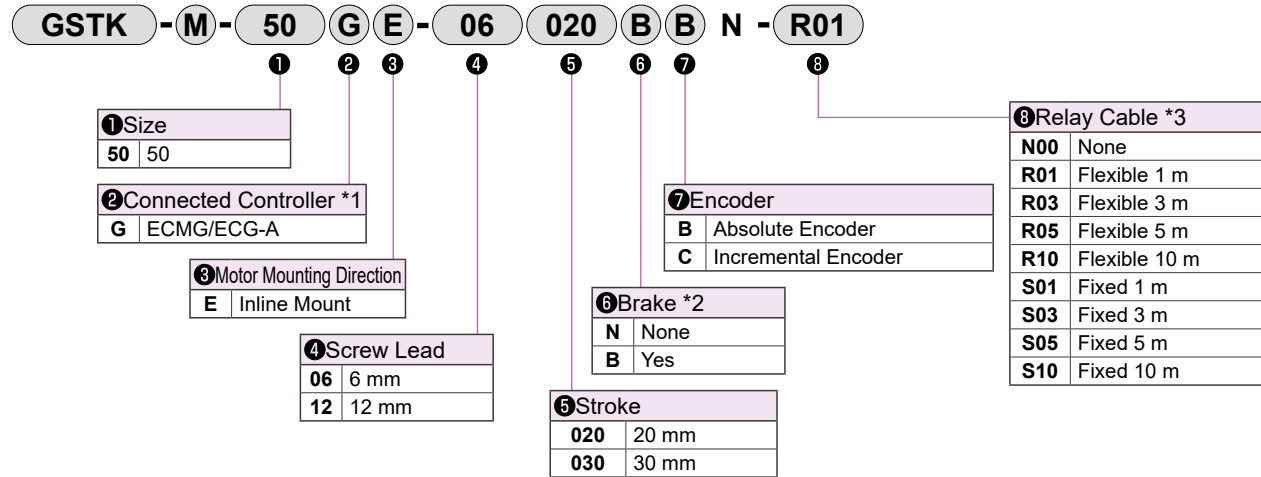 GSTK - M - 50 G E - 06 020 B B N - R01
❶ ❷ ❸ ❹ ❺ ❻ ❼ ❽
❶Size
50 50
❷Connected Controller *1
G ECMG/ECG-A
❸Motor Mounting Direction
E Inline Mount
❹Screw Lead
06 6 mm
12 12 mm
❺Stroke
020 20 mm
030 30 mm
❻Brake *2
N None
B Yes
❼Encoder
B Absolute Encoder
C Incremental Encoder
❽Relay Cable *3
N00 None
R01 Flexible 1 m
R03 Flexible 3 m
R05 Flexible 5 m
R10 Flexible 10 m
S01 Fixed 1 m
S03 Fixed 3 m
S05 Fixed 5 m
S10 Fixed 10 m